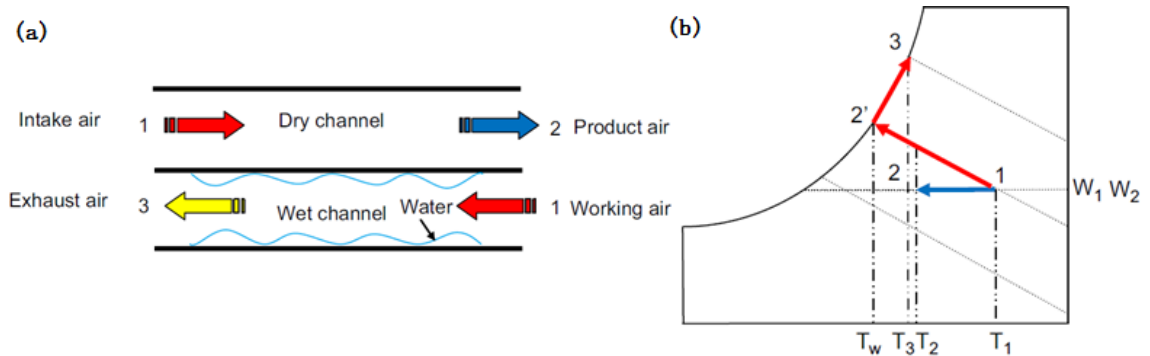 (a)
Intake air 1 Dry channel 2 Product air
Exhaust air 3 Wet channel Water 1 Working air
(b)
3
2'
2 1 W₁ W₂
T_w T₃ T₂ T₁